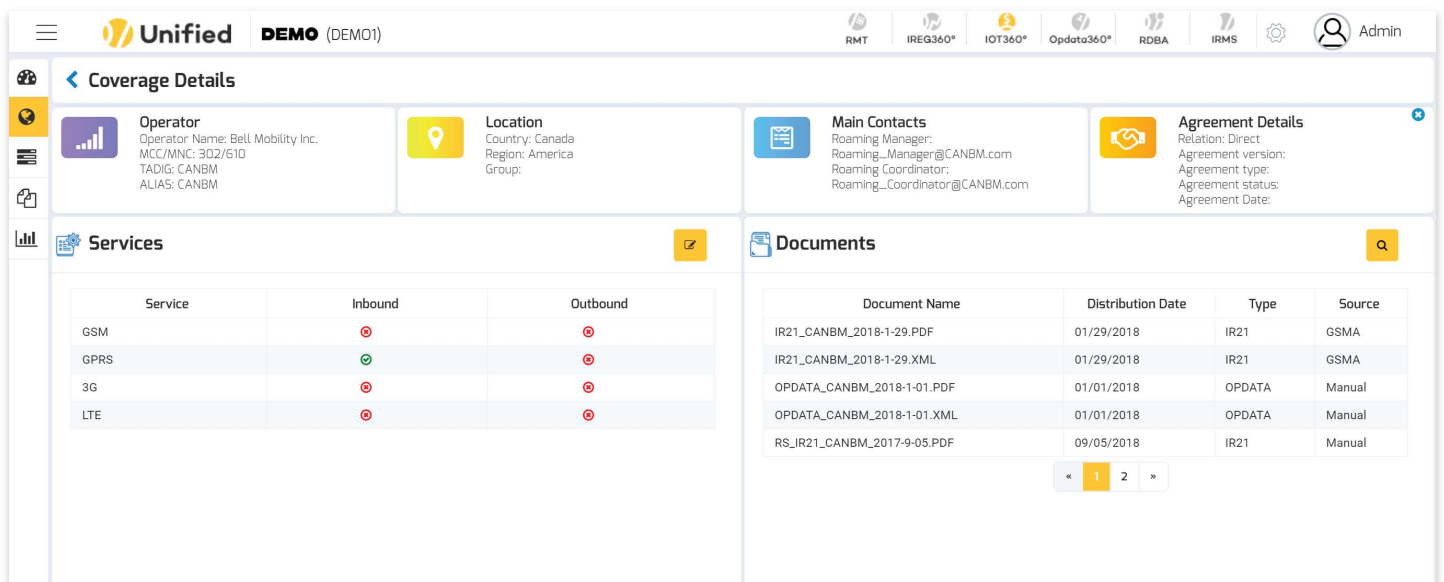 Unified DEMO (DEMO1)
RMT IREG360° IOT360° Opdata360° RDBA IRMS Admin
Coverage Details
Operator
Operator Name: Bell Mobility Inc.
MCC/MNC: 302/610
TADIG: CANBM
ALIAS: CANBM
Location
Country: Canada
Region: America
Group:
Main Contacts
Roaming Manager:
Roaming_Manager@CANBM.com
Roaming Coordinator:
Roaming_Coordinator@CANBM.com
Agreement Details
Relation: Direct
Agreement version:
Agreement type:
Agreement status:
Agreement Date:
Services
Service Inbound Outbound
GSM
GPRS
3G
LTE
Documents
Document Name Distribution Date Type Source
IR21_CANBM_2018-1-29.PDF 01/29/2018 IR21 GSMA
IR21_CANBM_2018-1-29.XML 01/29/2018 IR21 GSMA
OPDATA_CANBM_2018-1-01.PDF 01/01/2018 OPDATA Manual
OPDATA_CANBM_2018-1-01.XML 01/01/2018 OPDATA Manual
RS_IR21_CANBM_2017-9-05.PDF 09/05/2018 IR21 Manual
« 1 2 »